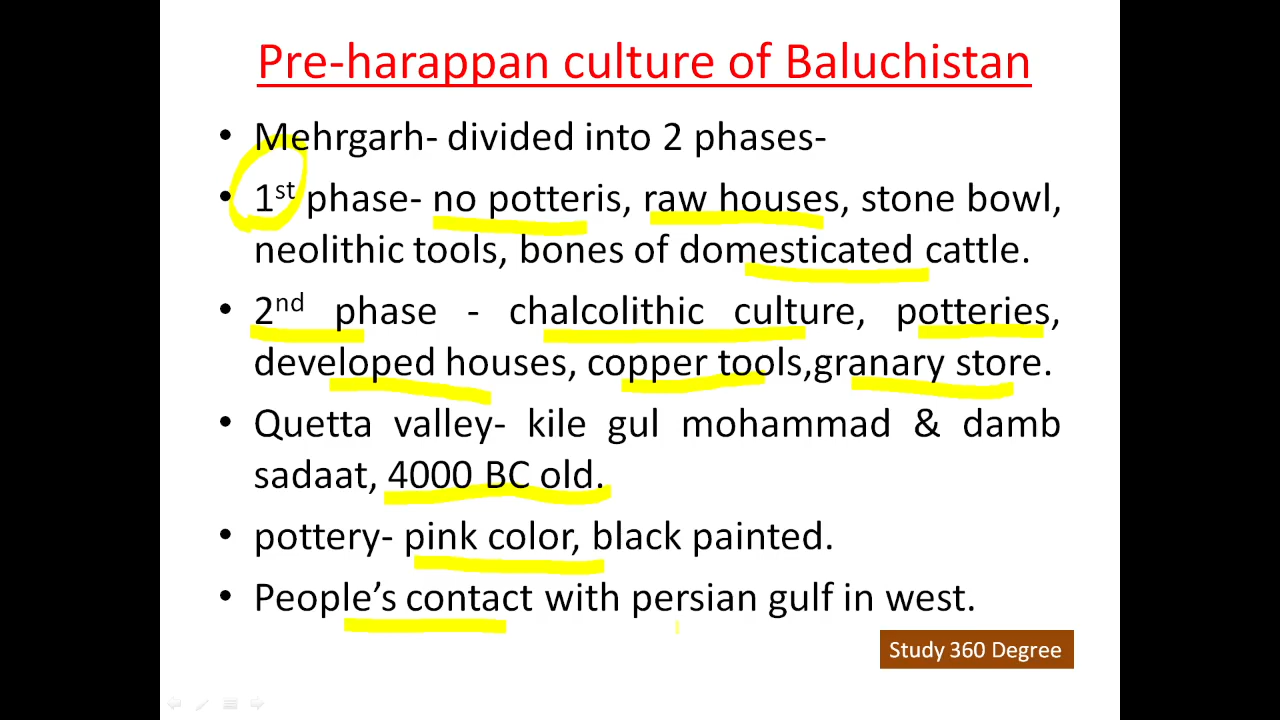 Pre-harappan culture of Baluchistan
• Mehrgarh- divided into 2 phases-
• 1st phase- no potteris, raw houses, stone bowl,
neolithic tools, bones of domesticated cattle.
• 2nd phase - chalcolithic culture, potteries,
developed houses, copper tools,granary store.
• Quetta valley- kile gul mohammad & damb
sadaat, 4000 BC old.
• pottery- pink color, black painted.
• People’s contact with persian gulf in west.
Study 360 Degree